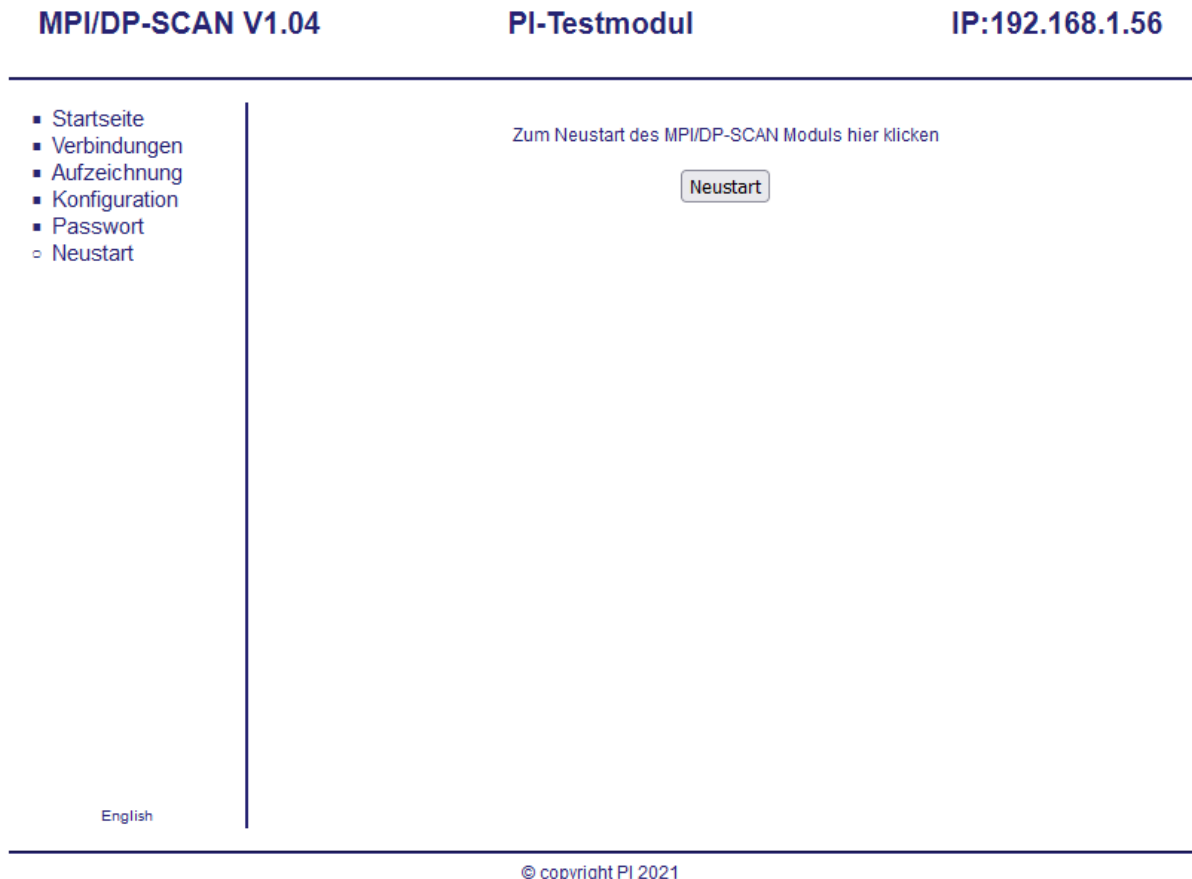 MPI/DP-SCAN V1.04 PI-Testmodul IP:192.168.1.56
Startseite
Verbindungen
Aufzeichnung
Konfiguration
Passwort
Neustart
Zum Neustart des MPI/DP-SCAN Moduls hier klicken
Neustart
English
© copyright PI 2021